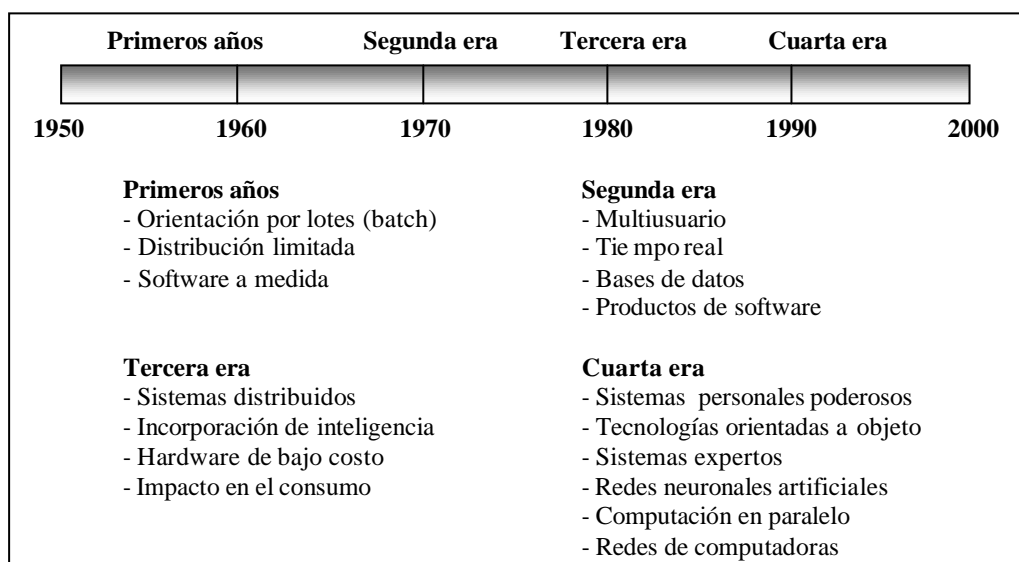 Primeros años Segunda era Tercera era Cuarta era
1950 1960 1970 1980 1990 2000
Primeros años
- Orientación por lotes (batch)
- Distribución limitada
- Software a medida
Segunda era
- Multiusuario
- Tie mpo real
- Bases de datos
- Productos de software
Tercera era
- Sistemas distribuidos
- Incorporación de inteligencia
- Hardware de bajo costo
- Impacto en el consumo
Cuarta era
- Sistemas personales poderosos
- Tecnologías orientadas a objeto
- Sistemas expertos
- Redes neuronales artificiales
- Computación en paralelo
- Redes de computadoras